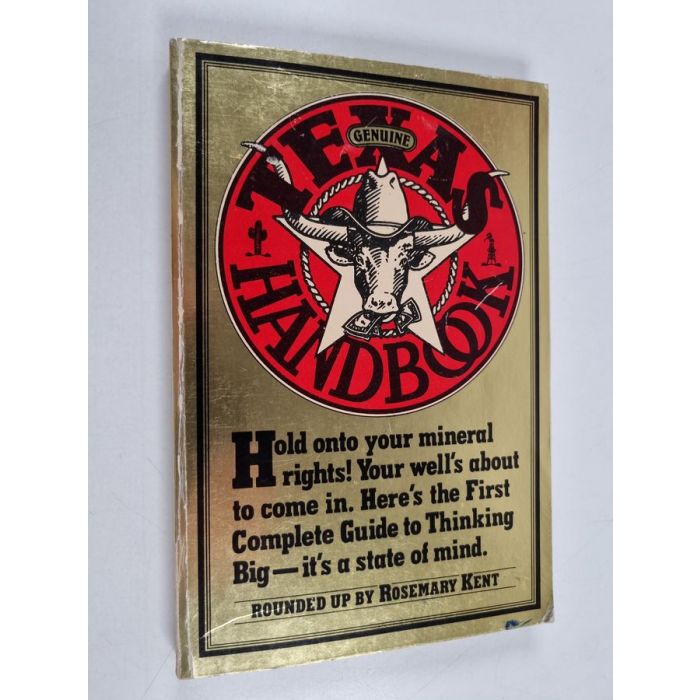 GENUINE
TEXAS
HANDBOOK
Hold onto your mineral
rights! Your well's about
to come in. Here's the First
Complete Guide to Thinking
Big—it's a state of mind.
ROUNDED UP BY ROSEMARY KENT